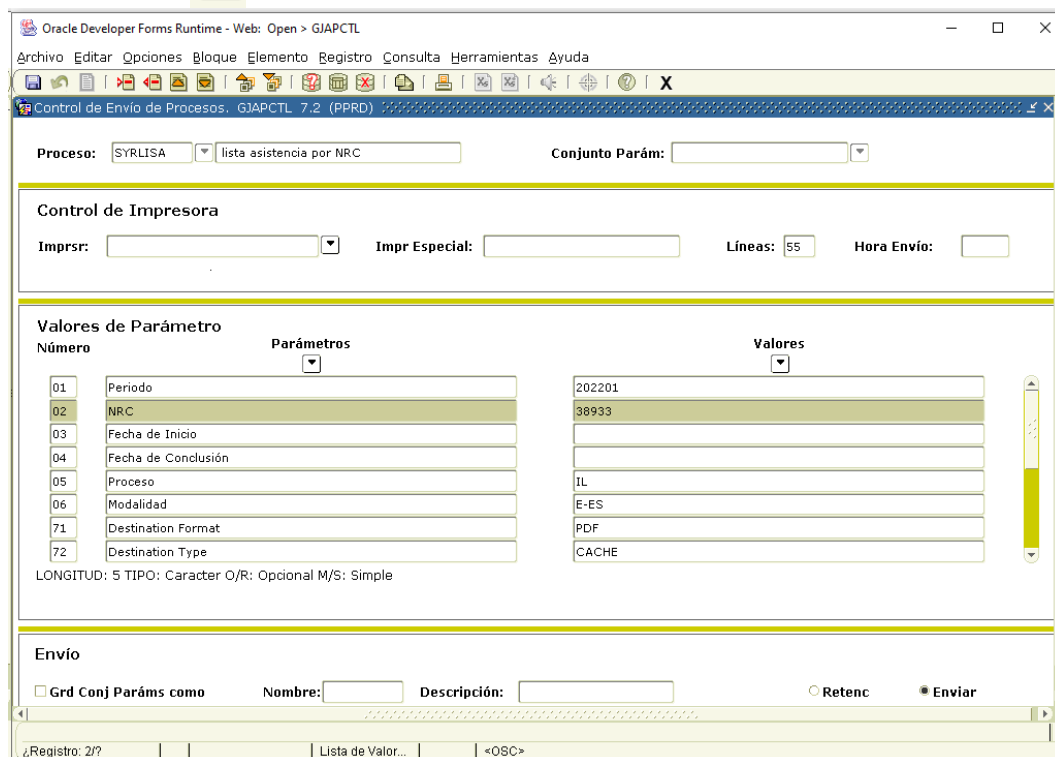 Oracle Developer Forms Runtime - Web: Open > GJAPCTL
Archivo Editar Opciones Bloque Elemento Registro Consulta Herramientas Ayuda
Control de Envío de Procesos. GJAPCTL 7.2 (PPRD)
Proceso: SYRLISA lista asistencia por NRC Conjunto Parám:
Control de Impresora
Imprsr: Impr Especial: Líneas: 55 Hora Envío:
Valores de Parámetro
Número Parámetros Valores
01 Periodo 202201
02 NRC 38933
03 Fecha de Inicio
04 Fecha de Conclusión
05 Proceso IL
06 Modalidad E-ES
71 Destination Format PDF
72 Destination Type CACHE
LONGITUD: 5 TIPO: Caracter O/R: Opcional M/S: Simple
Envío
Grd Conj Paráms como Nombre: Descripción: Retenc Enviar
¿Registro: 2/? Lista de Valor... <OSC>